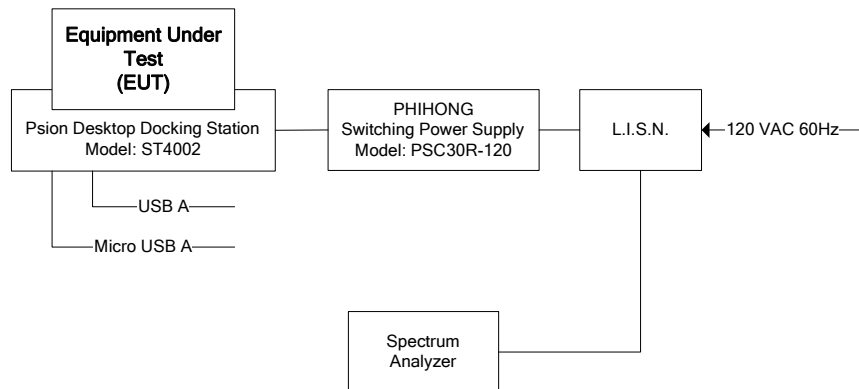 Equipment Under
Test
(EUT)
Psion Desktop Docking Station
Model: ST4002
PHIHONG
Switching Power Supply
Model: PSC30R-120
L.I.S.N.
120 VAC 60Hz
USB A
Micro USB A
Spectrum
Analyzer